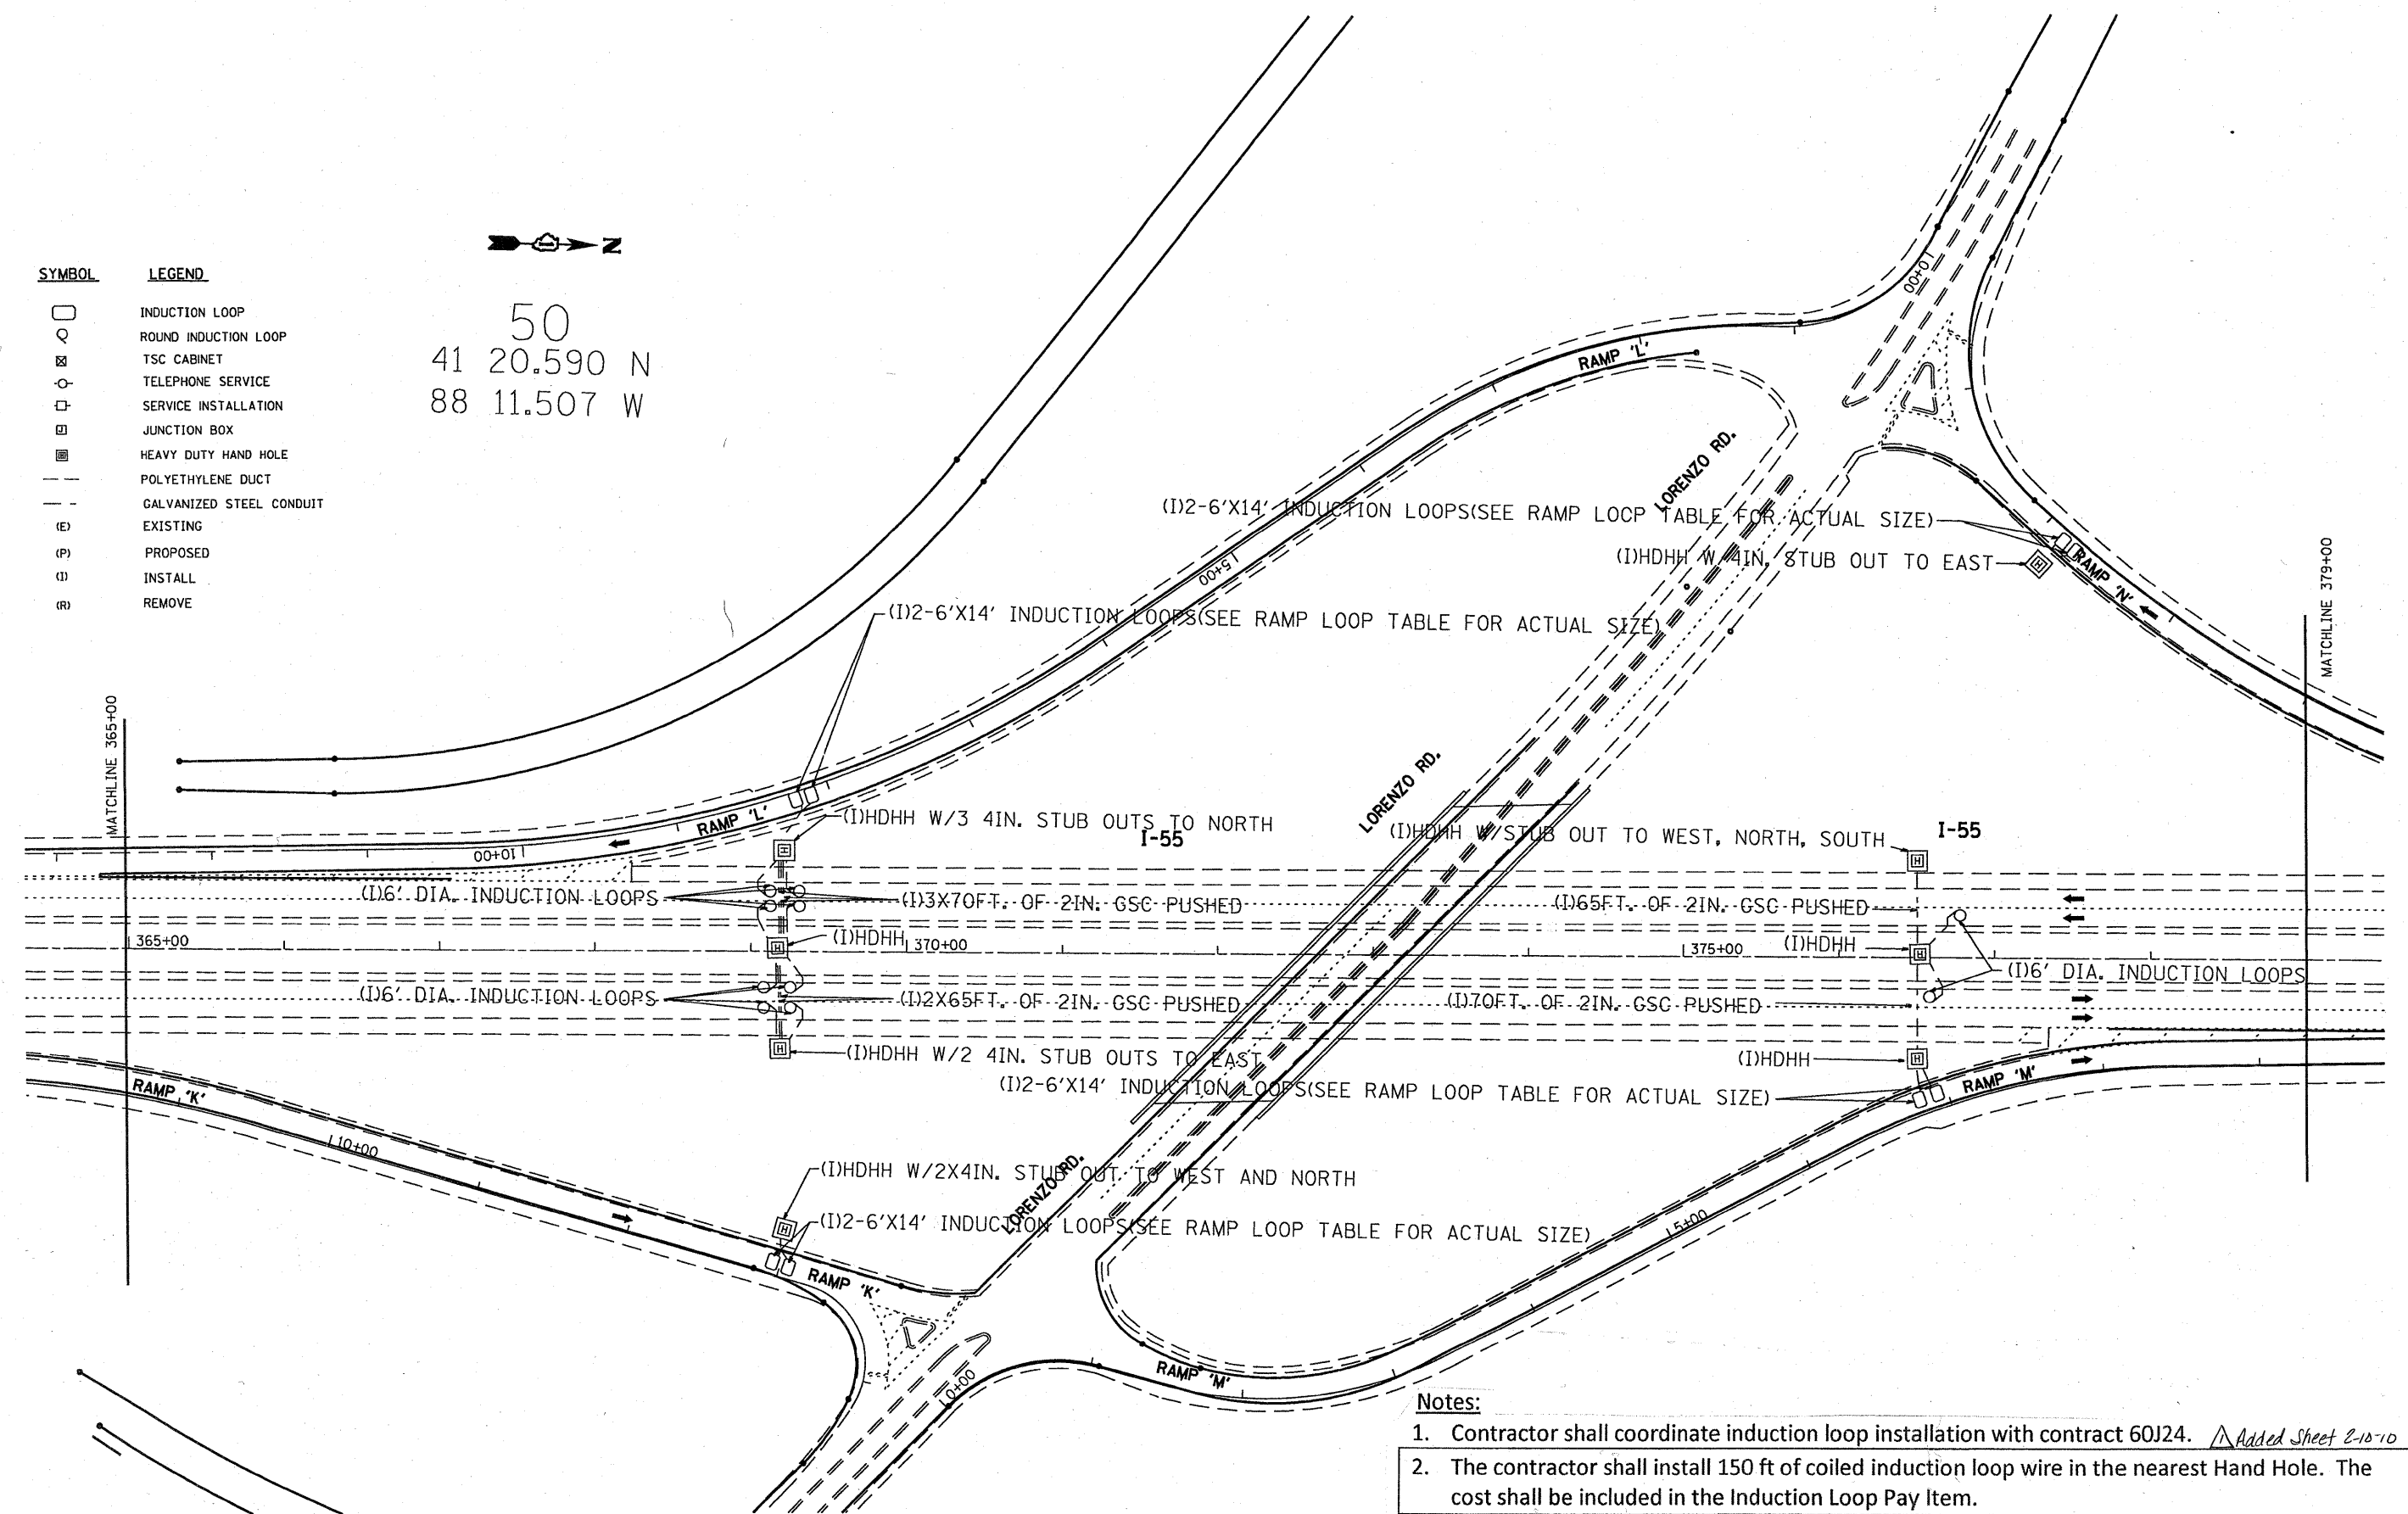 N
SYMBOL LEGEND
INDUCTION LOOP
ROUND INDUCTION LOOP
TSC CABINET
TELEPHONE SERVICE
SERVICE INSTALLATION
J JUNCTION BOX
HEAVY DUTY HAND HOLE
POLYETHYLENE DUCT
GALVANIZED STEEL CONDUIT
(E) EXISTING
(P) PROPOSED
(I) INSTALL
(R) REMOVE
50
41 20.590 N
88 11.507 W
0+00
RAMP 'L'
LORENZO RD.
(I)2-6'X14' INDUCTION LOOPS(SEE RAMP LOOP TABLE FOR ACTUAL SIZE)
(I)HDHH W/4IN. STUB OUT TO EAST
H
RAMP 'N'
MATCHLINE 379+00
5+00
(I)2-6'X14' INDUCTION LOOPS(SEE RAMP LOOP TABLE FOR ACTUAL SIZE)
MATCHLINE 365+00
RAMP 'L'
(I)HDHH W/3 4IN. STUB OUTS TO NORTH
I-55
LORENZO RD.
(I)HDHH W/STUB OUT TO WEST, NORTH, SOUTH
I-55
10+00
H
H
(I)6' DIA. INDUCTION LOOPS
(I)3X70FT. OF 2IN. GSC PUSHED
(I)65FT. OF 2IN. GSC PUSHED
365+00
H
(I)HDHH
370+00
375+00
(I)HDHH
H
(I)6' DIA. INDUCTION LOOPS
(I)6' DIA. INDUCTION LOOPS
(I)2X65FT. OF 2IN. GSC PUSHED
(I)70FT. OF 2IN. GSC PUSHED
H
(I)HDHH W/2 4IN. STUB OUTS TO EAST
(I)HDHH
H
RAMP 'K'
(I)2-6'X14' INDUCTION LOOPS(SEE RAMP LOOP TABLE FOR ACTUAL SIZE)
RAMP 'M'
10+00
(I)HDHH W/2X4IN. STUB OUT TO WEST AND NORTH
LORENZO RD.
H
(I)2-6'X14' INDUCTION LOOPS(SEE RAMP LOOP TABLE FOR ACTUAL SIZE)
5+00
RAMP 'K'
RAMP 'M'
0+00
Notes:
1. Contractor shall coordinate induction loop installation with contract 60J24. 1 Added Sheet 2-10-10
2. The contractor shall install 150 ft of coiled induction loop wire in the nearest Hand Hole. The
cost shall be included in the Induction Loop Pay Item.